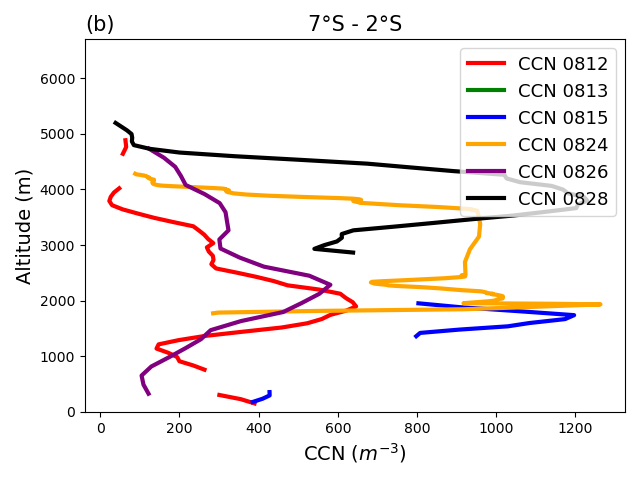 (b)
7°S - 2°S
CCN 0812
CCN 0813
CCN 0815
CCN 0824
CCN 0826
CCN 0828
Altitude (m)
6000
5000
4000
3000
2000
1000
0
0 200 400 600 800 1000 1200
CCN (m⁻³)